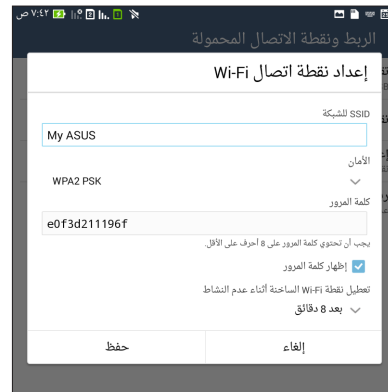 ٧:٤٢ ص
الربط ونقطة الاتصال المحمولة
إعداد نقطة اتصال Wi-Fi
SSID للشبكة
My ASUS
الأمان
WPA2 PSK
كلمة المرور
e0f3d211196f
يجب أن تحتوي كلمة المرور على 8 أحرف على الأقل.
إظهار كلمة المرور
تعطيل نقطة Wi-Fi الساخنة أثناء عدم النشاط
بعد 8 دقائق
إلغاء
حفظ